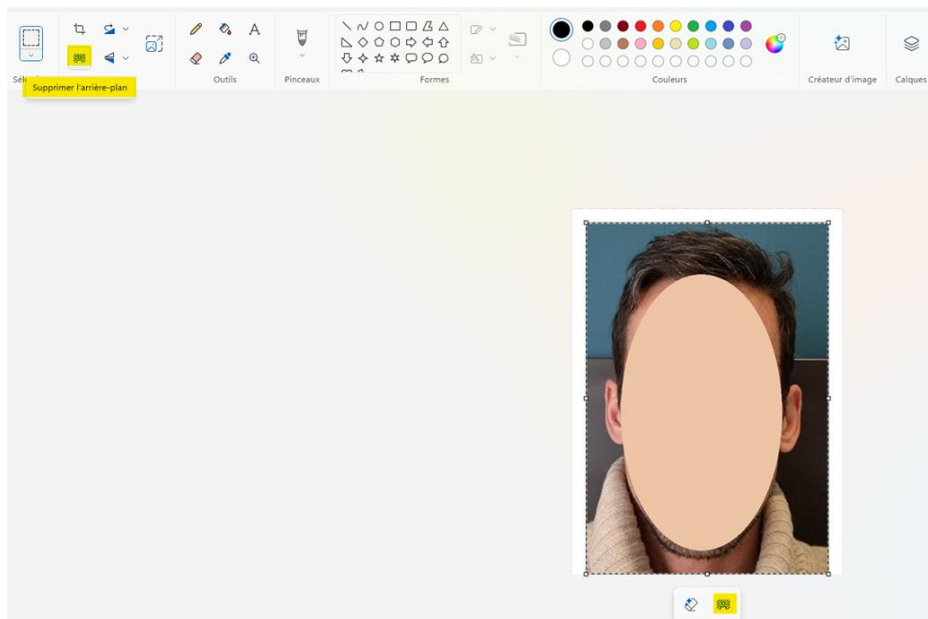 Supprimer l'arrière-plan
Outils
Pinceaux
Formes
Couleurs
Créateur d'image
Calques